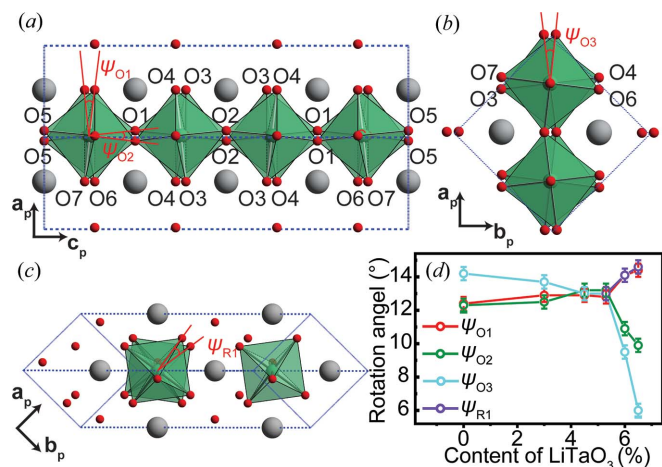 (a)
ψO1
O4 O3 O3 O4
O5 O1 O2 O1 O5
O5 ψO2 O2 O1 O5
O7 O6 O4 O3 O3 O4 O6 O7
ap
cp
(b)
ψO3
O7 O4
O3 O6
ap
bp
(c)
ψR1
ap
bp
(d)
Rotation angel (°)
14
12
10
8
6
ψO1
ψO2
ψO3
ψR1
0 2 4 6
Content of LiTaO3 (%)